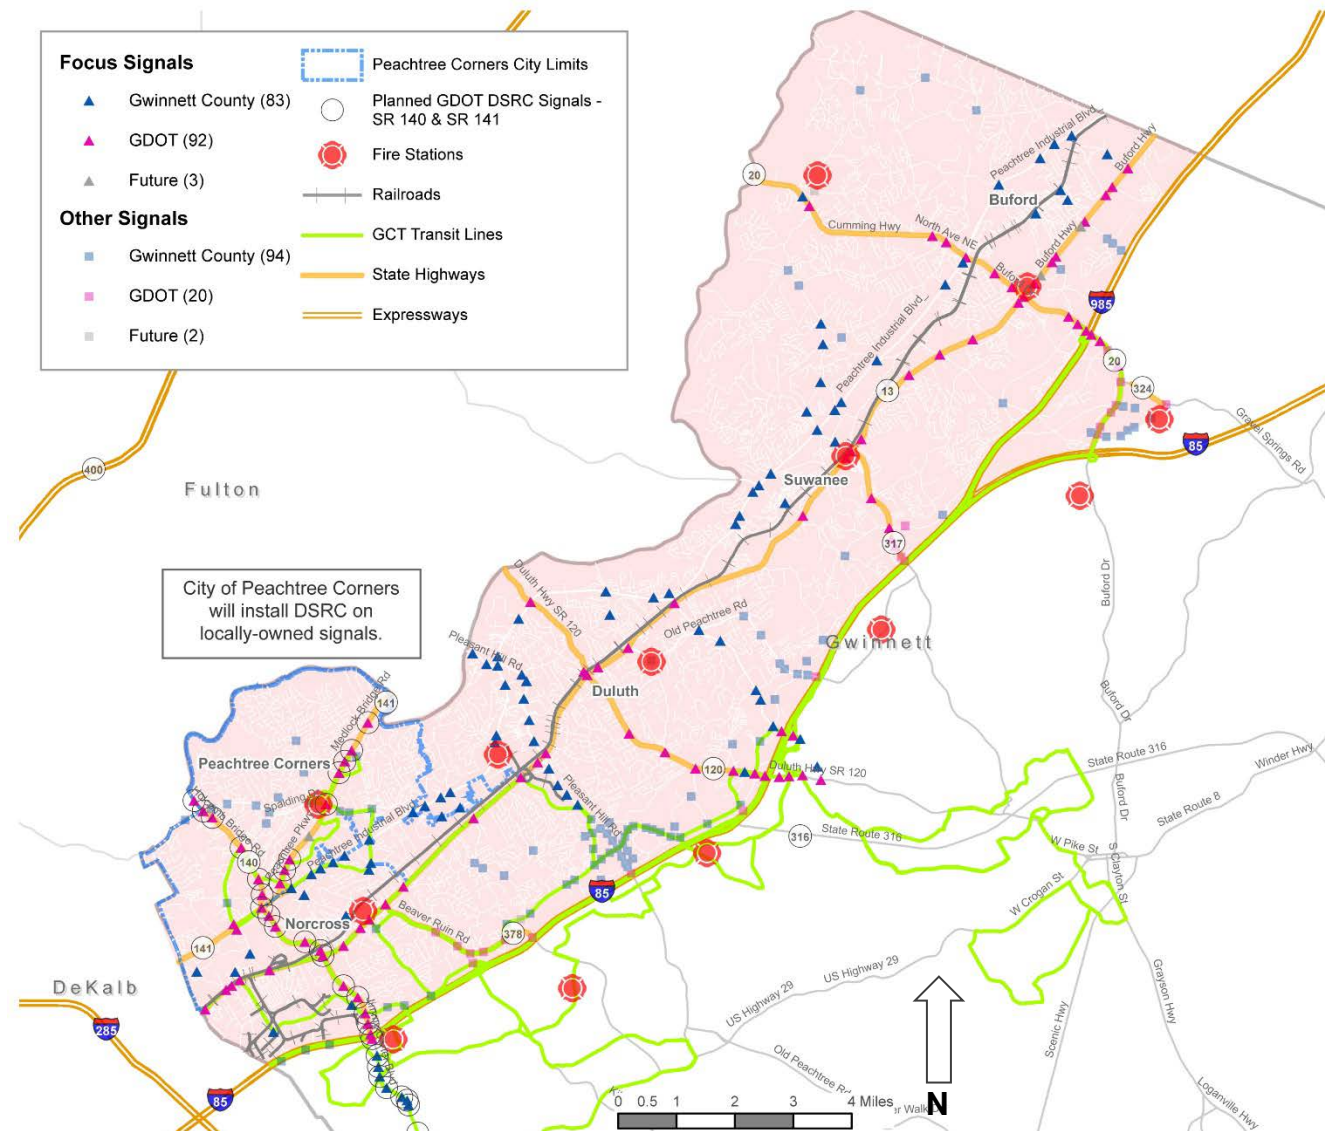 Focus Signals
Gwinnett County (83)
GDOT (92)
Future (3)
Other Signals
Gwinnett County (94)
GDOT (20)
Future (2)
Peachtree Corners City Limits
Planned GDOT DSRC Signals -
SR 140 & SR 141
Fire Stations
Railroads
GCT Transit Lines
State Highways
Expressways
Peachtree Industrial Blvd
Buford Hwy
20
Buford
Cumming Hwy
North Ave NE
Buford Hwy
985
Peachtree Industrial Blvd
20
324
13
Gravel Springs Rd
85
400
Fulton
Suwanee
317
City of Peachtree Corners
will install DSRC on
locally-owned signals.
Duluth Hwy SR 120
Buford Dr
Old Peachtree Rd
Pleasant Hill Rd
Gwinnett
Duluth
Medlock Bridge Rd
141
Buford Dr
Peachtree Corners
120
Duluth Hwy SR 120
State Route 316
Winder Hwy
Spalding
Peachtree Industrial Blvd
Pleasant Hill Rd
Buford Dr
State Route 8
316
State Route 316
W Pike St
140
S Clayton St
85
W Crogan St
Norcross
Beaver Ruin Rd
378
141
US Highway 29
DeKalb
US Highway 29
Grayson Hwy
285
Scenic Hwy
Old Peachtree Rd
85
Loganville Hwy
N
0 0.5 1 2 3 4 Miles